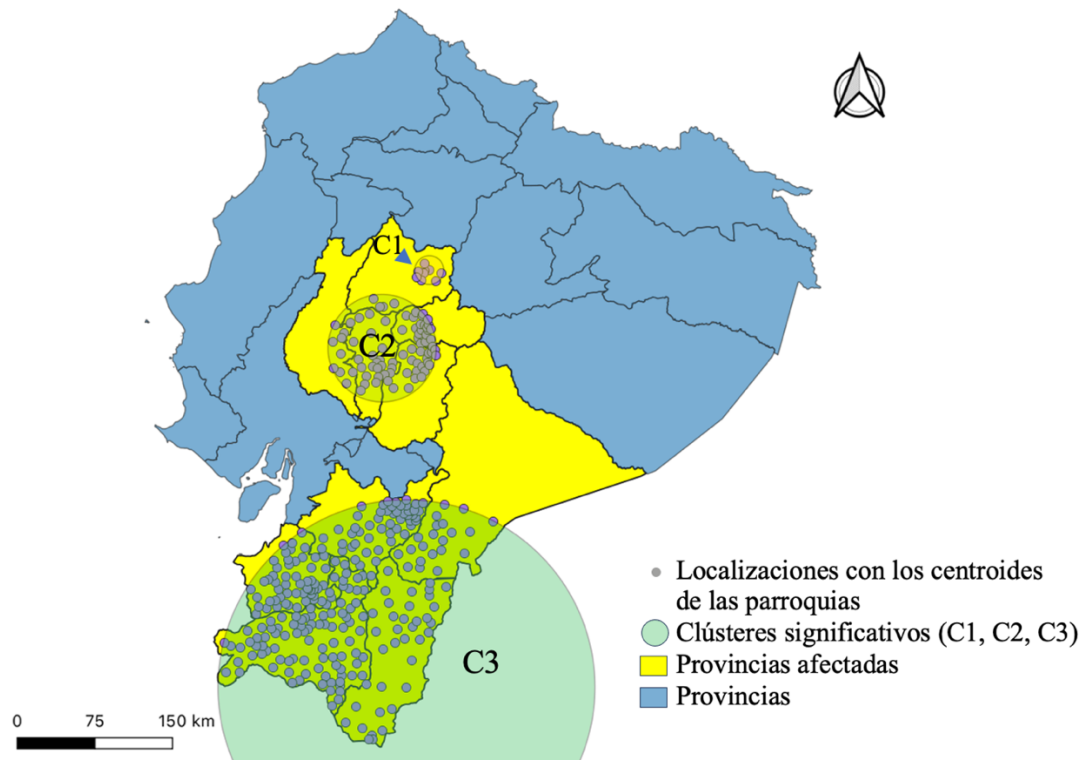 C1
C2
C3
Localizaciones con los centroides
de las parroquias
Clústeres significativos (C1, C2, C3)
Provincias afectadas
Provincias
0 75 150 km